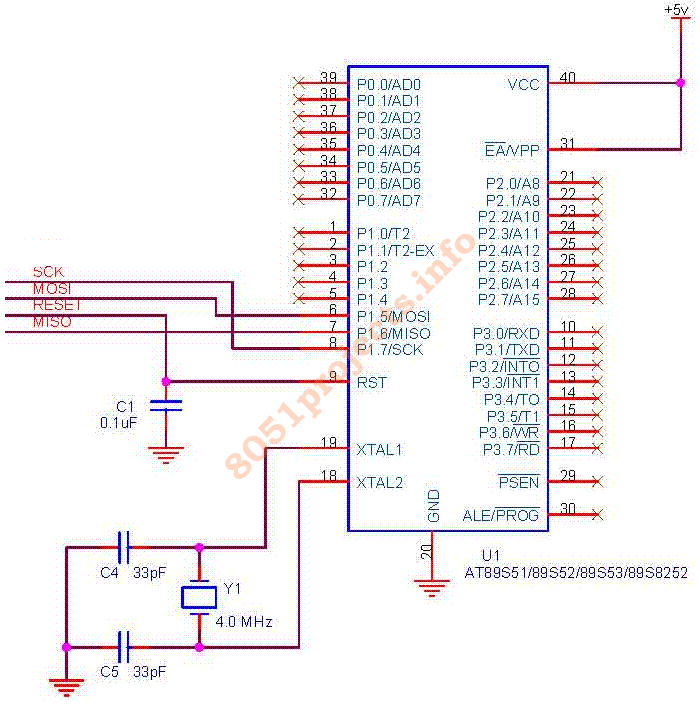 +5v
39 P0.0/AD0 VCC 40
38 P0.1/AD1
37 P0.2/AD2
36 P0.3/AD3
35 P0.4/AD4 EA/VPP 31
34 P0.5/AD5
33 P0.6/AD6 P2.0/A8 21
32 P0.7/AD7 P2.1/A9 22
P2.2/A10 23
1 P1.0/T2 P2.3/A11 24
2 P1.1/T2-EX P2.4/A12 25
3 P1.2 P2.5/A13 26
4 P1.3 P2.6/A14 27
5 P1.4 P2.7/A15 28
SCK
MOSI
RESET
MISO
6 P1.5/MOSI
7 P1.6/MISO P3.0/RXD 10
8 P1.7/SCK P3.1/TXD 11
P3.2/INTO 12
9 RST P3.3/INT1 13
P3.4/TO 14
P3.5/T1 15
P3.6/WR 16
P3.7/RD 17
C1
0.1uF
19 XTAL1
18 XTAL2 PSEN 29
GND ALE/PROG 30
20
U1
AT89S51/89S52/89S53/89S8252
C4 33pF
Y1
4.0 MHz
C5 33pF
8051projects.info